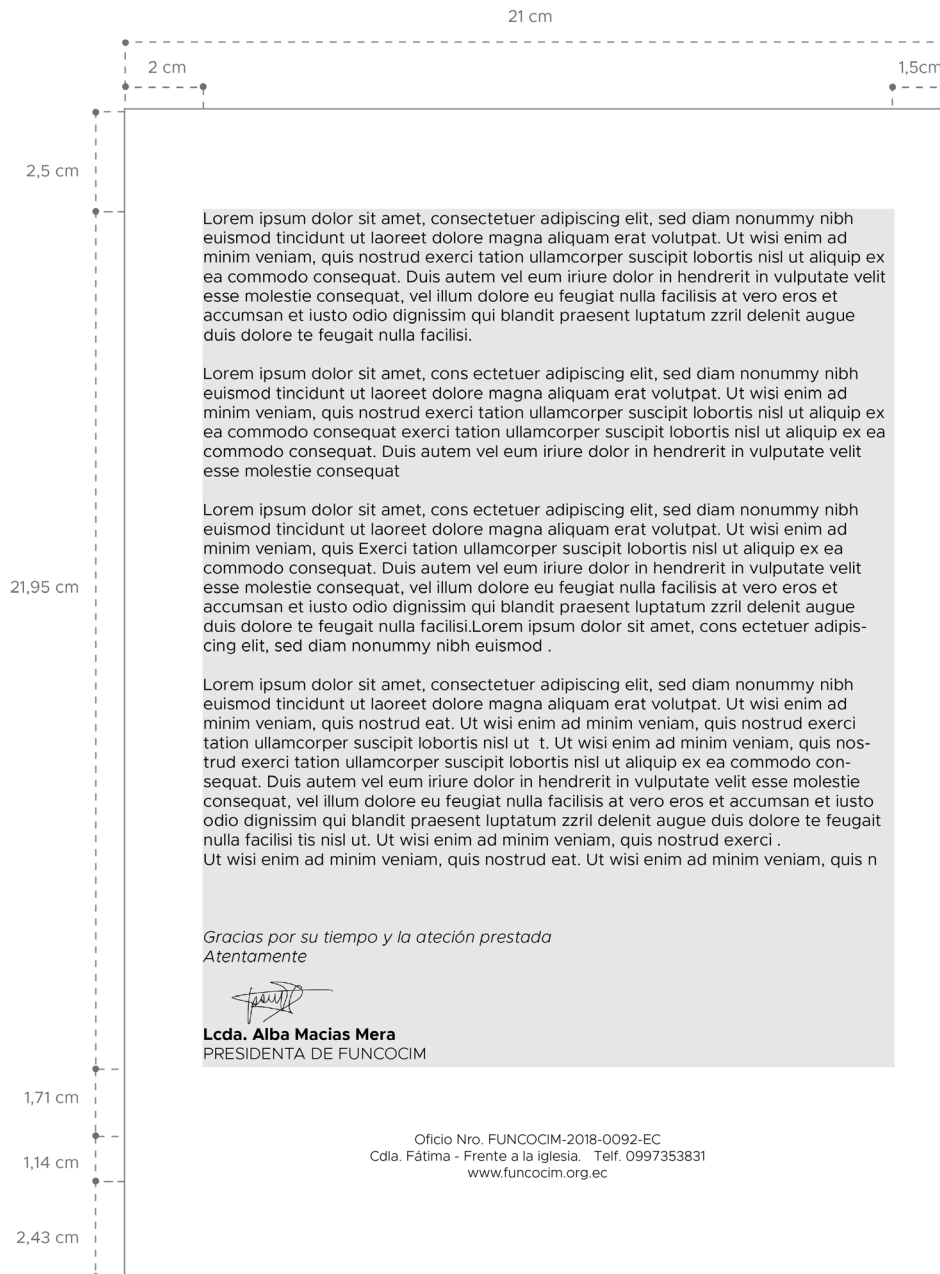 21 cm
2 cm
1,5cm
2,5 cm
Lorem ipsum dolor sit amet, consectetuer adipiscing elit, sed diam nonummy nibh
euismod tincidunt ut laoreet dolore magna aliquam erat volutpat. Ut wisi enim ad
minim veniam, quis nostrud exerci tation ullamcorper suscipit lobortis nisl ut aliquip ex
ea commodo consequat. Duis autem vel eum iriure dolor in hendrerit in vulputate velit
esse molestie consequat, vel illum dolore eu feugiat nulla facilisis at vero eros et
accumsan et iusto odio dignissim qui blandit praesent luptatum zzril delenit augue
duis dolore te feugait nulla facilisi.
Lorem ipsum dolor sit amet, cons ectetuer adipiscing elit, sed diam nonummy nibh
euismod tincidunt ut laoreet dolore magna aliquam erat volutpat. Ut wisi enim ad
minim veniam, quis nostrud exerci tation ullamcorper suscipit lobortis nisl ut aliquip ex
ea commodo consequat exerci tation ullamcorper suscipit lobortis nisl ut aliquip ex ea
commodo consequat. Duis autem vel eum iriure dolor in hendrerit in vulputate velit
esse molestie consequat
Lorem ipsum dolor sit amet, cons ectetuer adipiscing elit, sed diam nonummy nibh
euismod tincidunt ut laoreet dolore magna aliquam erat volutpat. Ut wisi enim ad
minim veniam, quis Exerci tation ullamcorper suscipit lobortis nisl ut aliquip ex ea
commodo consequat. Duis autem vel eum iriure dolor in hendrerit in vulputate velit
21,95 cm
esse molestie consequat, vel illum dolore eu feugiat nulla facilisis at vero eros et
accumsan et iusto odio dignissim qui blandit praesent luptatum zzril delenit augue
duis dolore te feugait nulla facilisi.Lorem ipsum dolor sit amet, cons ectetuer adipis-
cing elit, sed diam nonummy nibh euismod .
Lorem ipsum dolor sit amet, consectetuer adipiscing elit, sed diam nonummy nibh
euismod tincidunt ut laoreet dolore magna aliquam erat volutpat. Ut wisi enim ad
minim veniam, quis nostrud eat. Ut wisi enim ad minim veniam, quis nostrud exerci
tation ullamcorper suscipit lobortis nisl ut  t. Ut wisi enim ad minim veniam, quis nos-
trud exerci tation ullamcorper suscipit lobortis nisl ut aliquip ex ea commodo con-
sequat. Duis autem vel eum iriure dolor in hendrerit in vulputate velit esse molestie
consequat, vel illum dolore eu feugiat nulla facilisis at vero eros et accumsan et iusto
odio dignissim qui blandit praesent luptatum zzril delenit augue duis dolore te feugait
nulla facilisi tis nisl ut. Ut wisi enim ad minim veniam, quis nostrud exerci .
Ut wisi enim ad minim veniam, quis nostrud eat. Ut wisi enim ad minim veniam, quis n
Gracias por su tiempo y la ateción prestada
Atentamente
Lcda. Alba Macias Mera
PRESIDENTA DE FUNCOCIM
1,71 cm
Oficio Nro. FUNCOCIM-2018-0092-EC
Cdla. Fátima - Frente a la iglesia.   Telf. 0997353831
1,14 cm
www.funcocim.org.ec
2,43 cm